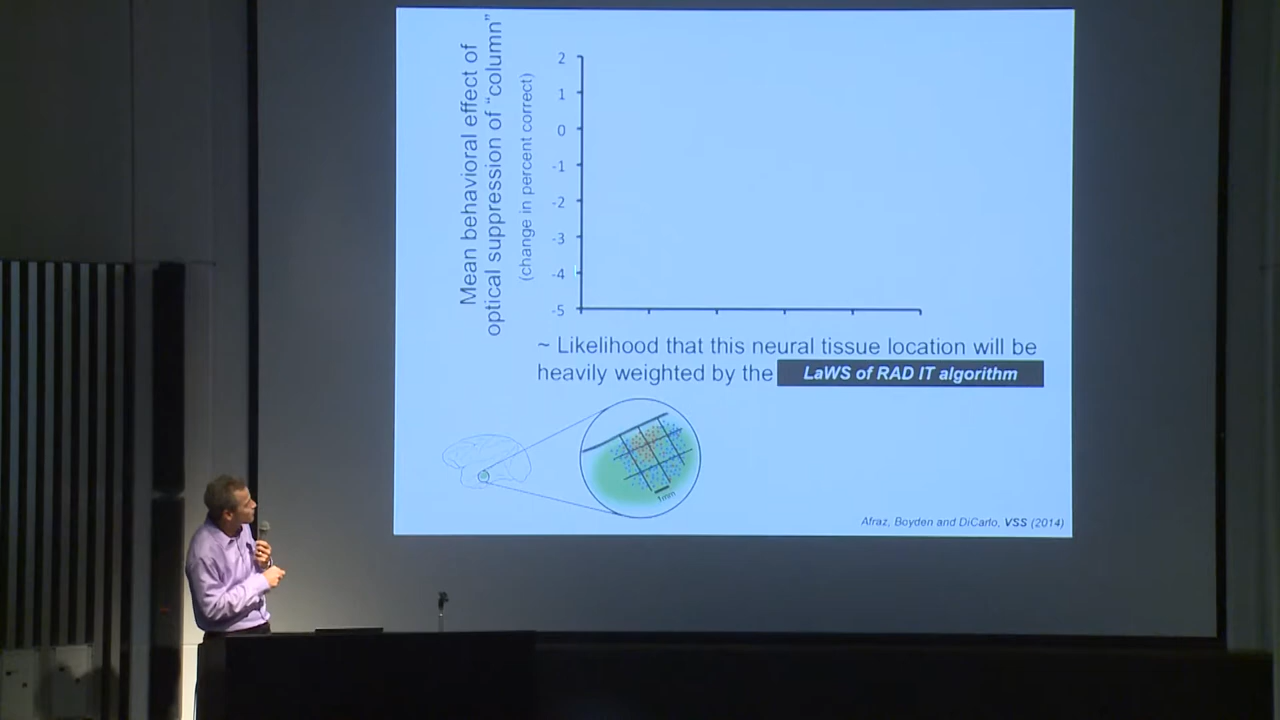 Mean behavioral effect of
optical suppression of “column”
(change in percent correct)
2
1
0
-1
-2
-3
-4
-5
~ Likelihood that this neural tissue location will be
heavily weighted by the LaWS of RAD IT algorithm
1mm
Afraz, Boyden and DiCarlo, VSS (2014)